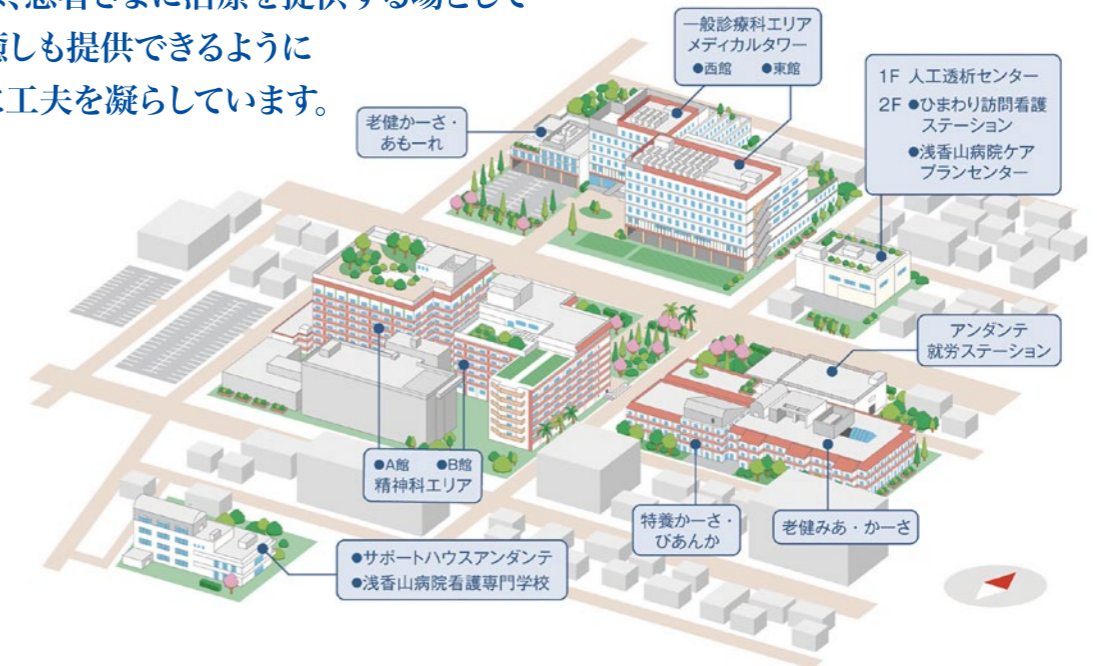 、患者さまに治療を提供する場として
癒しも提供できるように
工夫を凝らしています。
一般診療科エリア
メディカルタワー
●西館 ●東館
老健かーさ・
あもーれ
1F 人工透析センター
2F ●ひまわり訪問看護
ステーション
●浅香山病院ケア
プランセンター
アンダンテ
就労ステーション
●A館 ●B館
精神科エリア
特養かーさ・
びあんか
老健みあ・かーさ
●サポートハウスアンダンテ
●浅香山病院看護専門学校